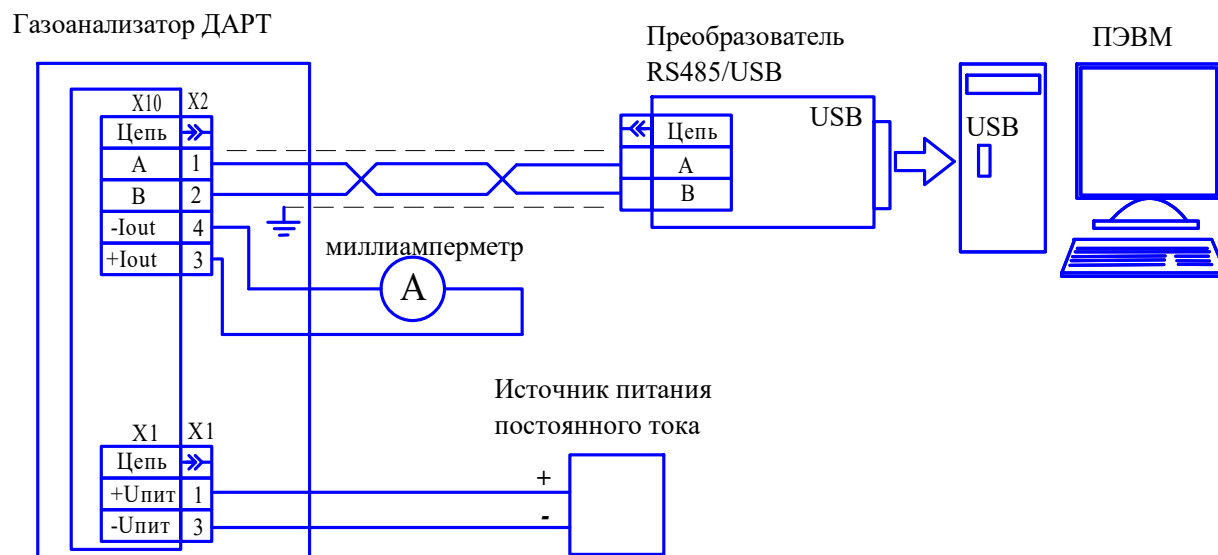 Газоанализатор ДАРТ
Преобразователь
RS485/USB
ПЭВМ
X10 X2
Цепь
A 1
B 2
-Iout 4
+Iout 3
Цепь
A
B
USB
USB
миллиамперметр
A
Источник питания
постоянного тока
X1 X1
Цепь
+Uпит 1
-Uпит 3
+
-